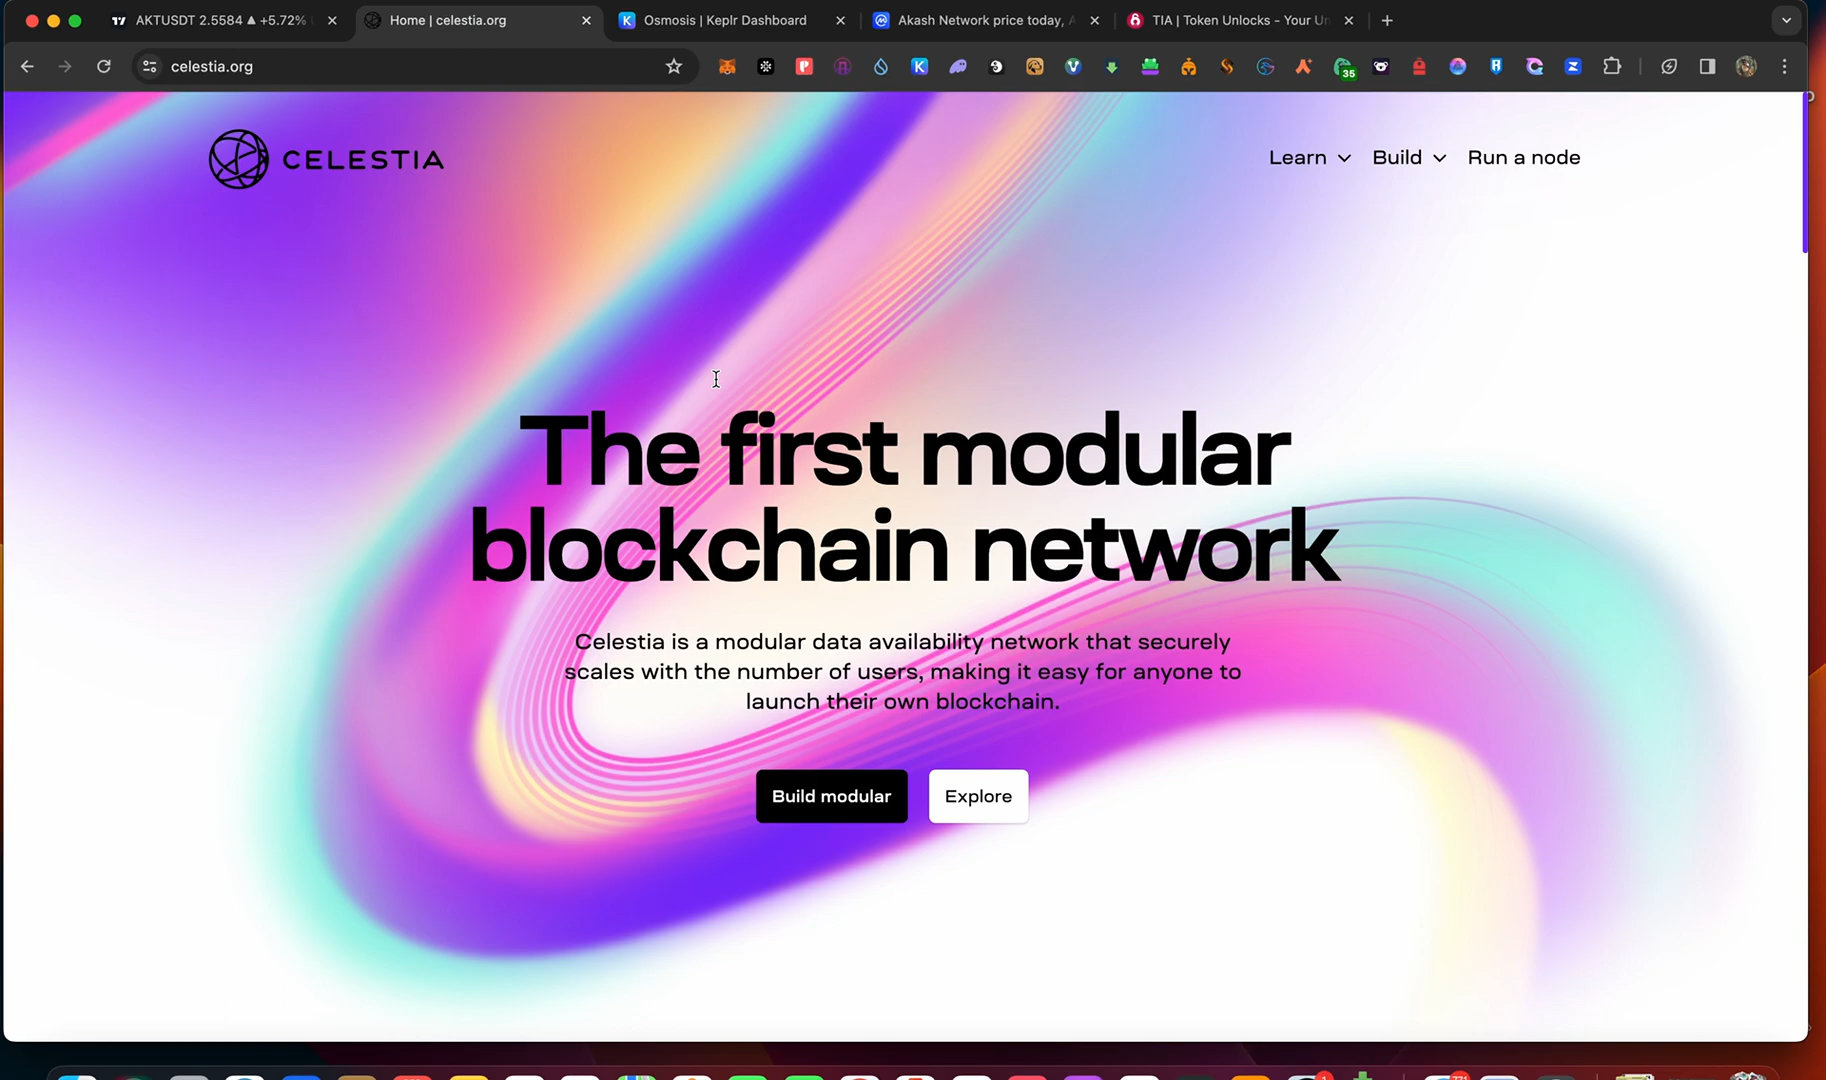 AKTUSDT 2.5584 ▲ +5.72%
Home | celestia.org
Osmosis | Keplr Dashboard
Akash Network price today, A
TIA | Token Unlocks - Your Un
celestia.org
35
CELESTIA
Learn
Build
Run a node
The first modular
blockchain network
Celestia is a modular data availability network that securely
scales with the number of users, making it easy for anyone to
launch their own blockchain.
Build modular
Explore